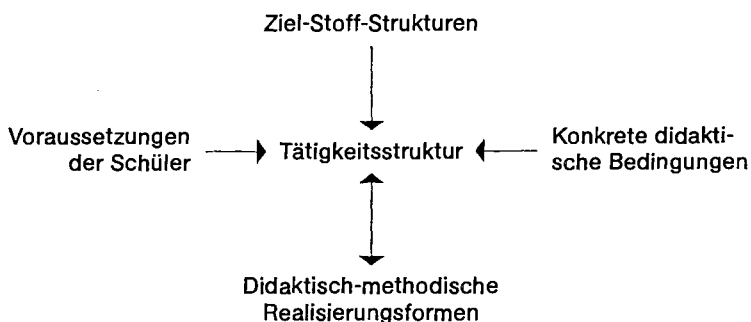 Ziel-Stoff-Strukturen
Voraussetzungen
der Schüler
Tätigkeitsstruktur
Konkrete didakti-
sche Bedingungen
Didaktisch-methodische
Realisierungsformen